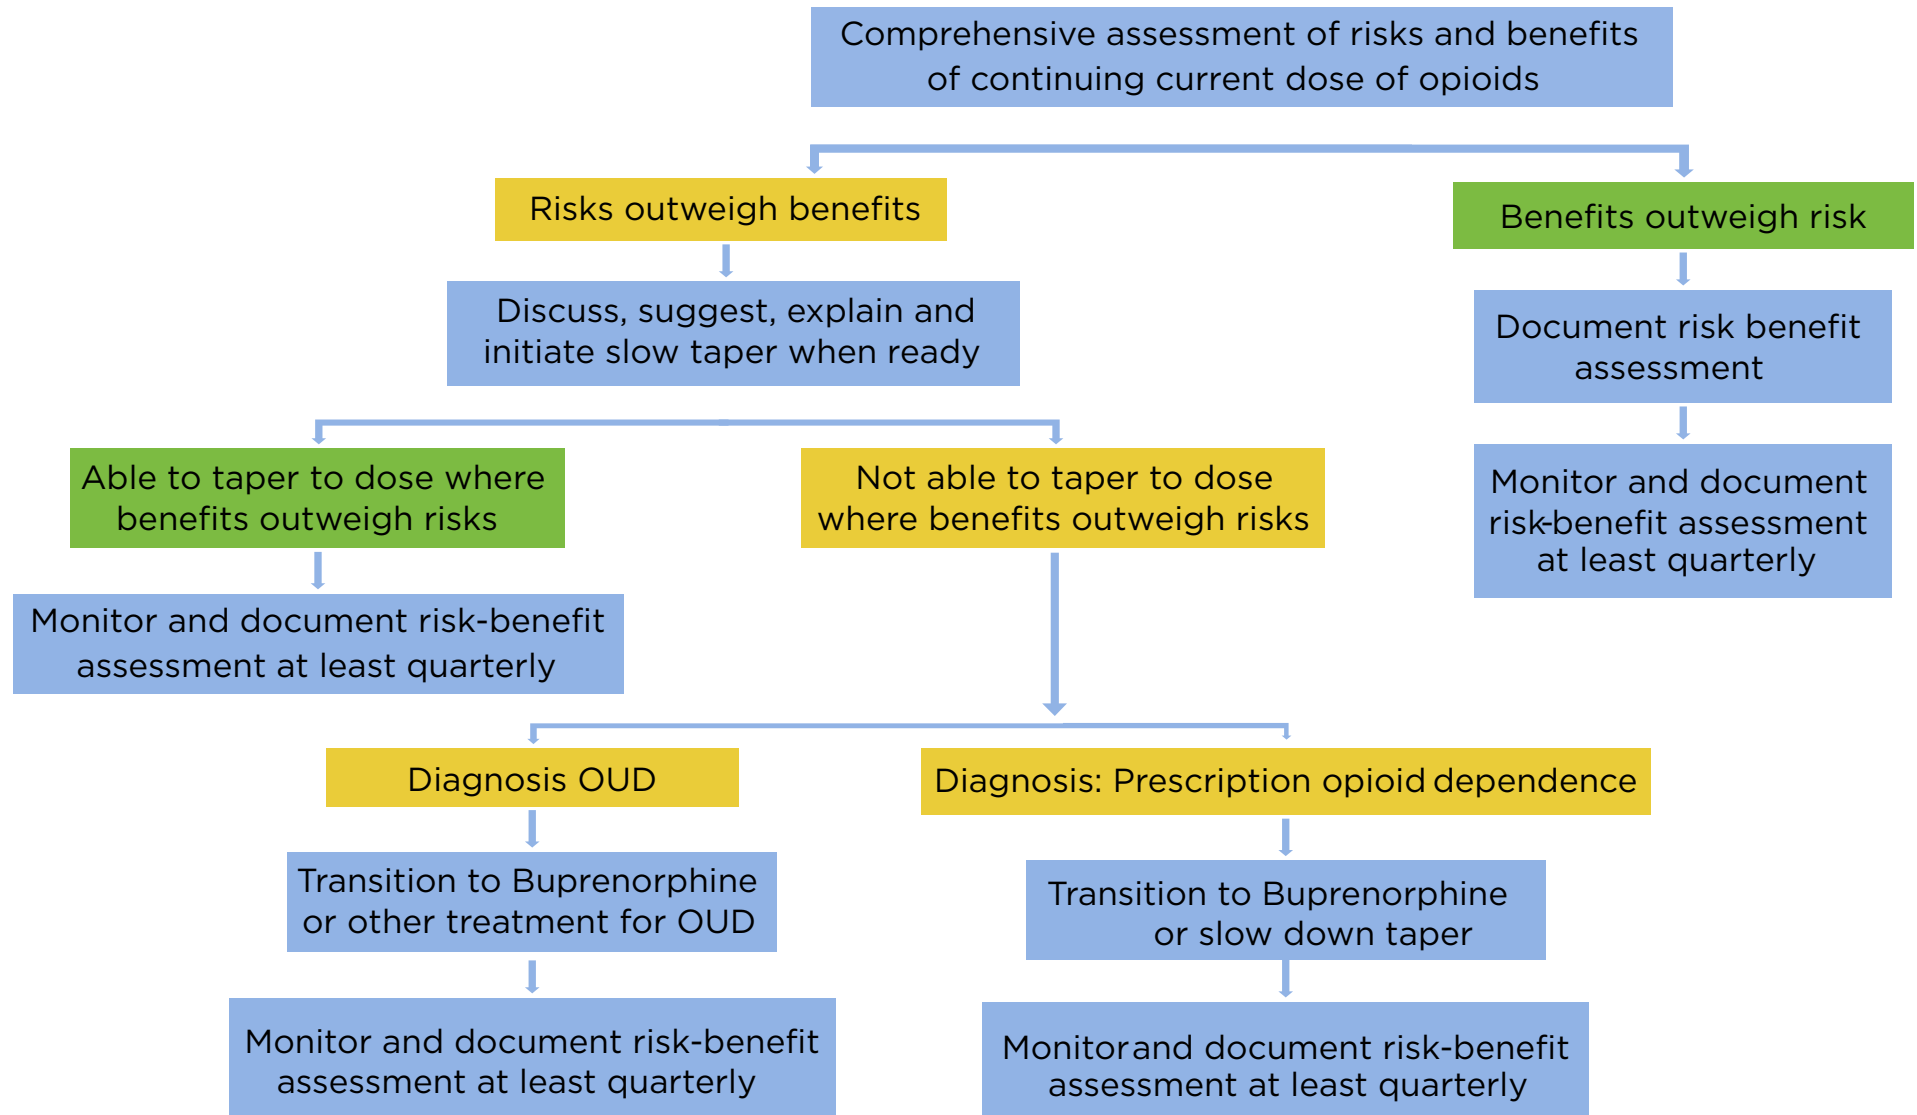 Comprehensive assessment of risks and benefits
of continuing current dose of opioids
Risks outweigh benefits
Benefits outweigh risk
Discuss, suggest, explain and
initiate slow taper when ready
Document risk benefit
assessment
Able to taper to dose where
benefits outweigh risks
Not able to taper to dose
where benefits outweigh risks
Monitor and document
risk-benefit assessment
at least quarterly
Monitor and document risk-benefit
assessment at least quarterly
Diagnosis OUD
Diagnosis: Prescription opioid dependence
Transition to Buprenorphine
or other treatment for OUD
Transition to Buprenorphine
or slow down taper
Monitor and document risk-benefit
assessment at least quarterly
Monitor and document risk-benefit
assessment at least quarterly